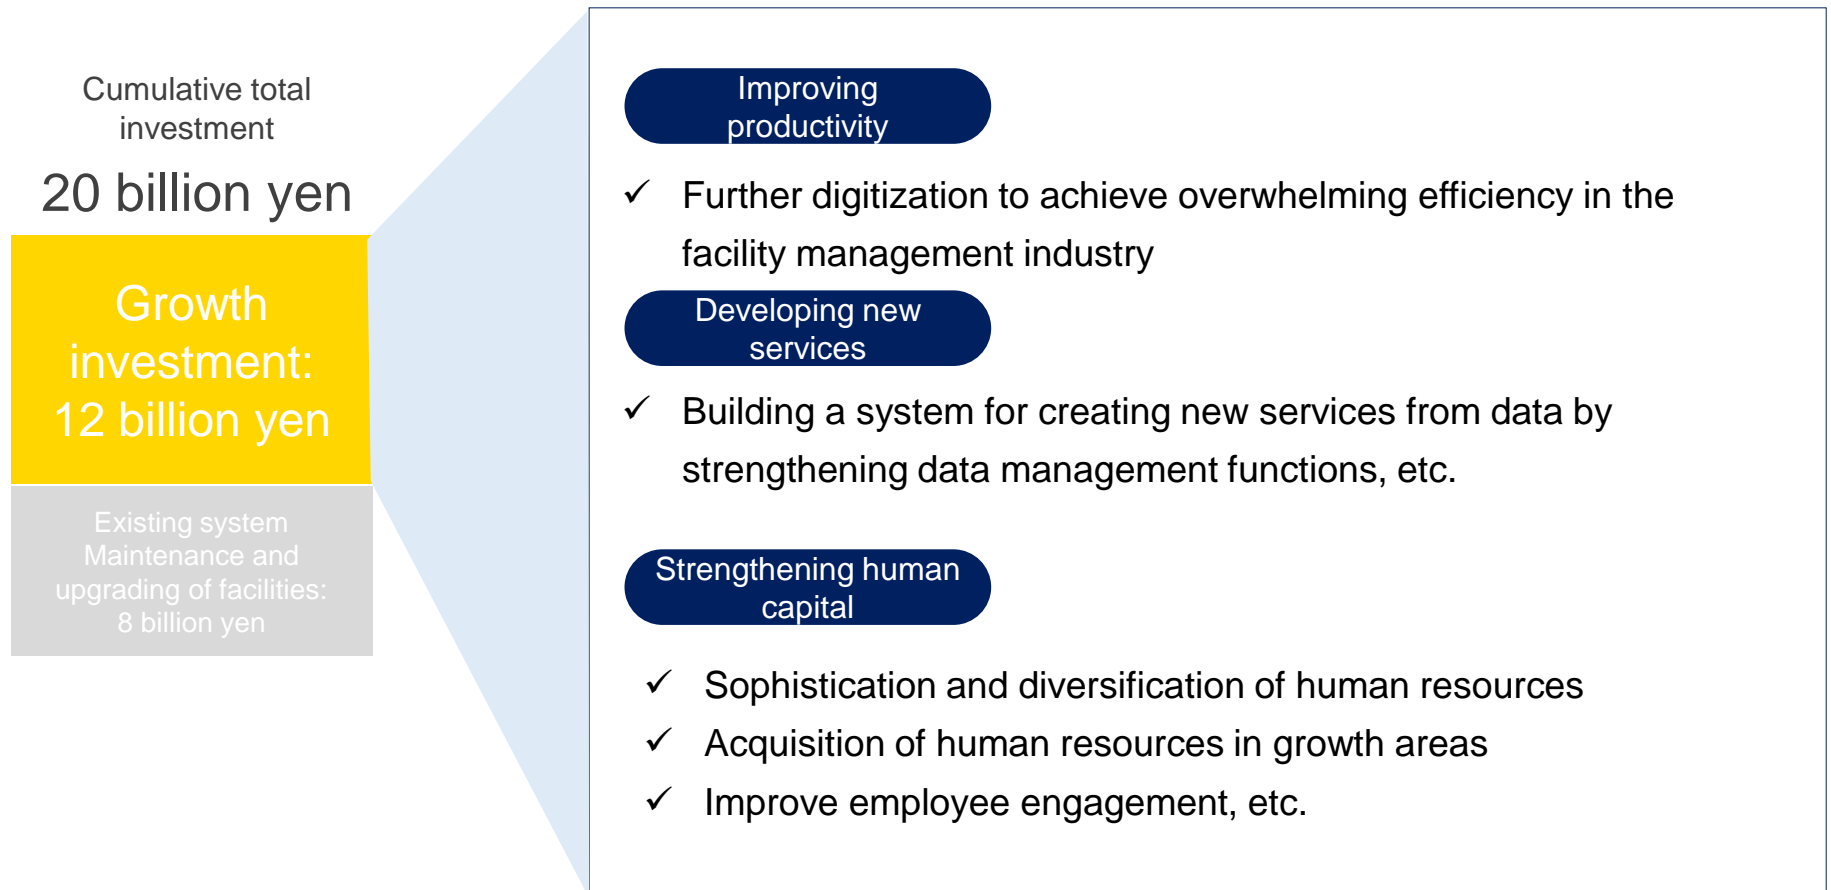 Cumulative total
investment
20 billion yen
Growth
investment:
12 billion yen
Existing system
Maintenance and
upgrading of facilities:
8 billion yen
Improving
productivity
✓ Further digitization to achieve overwhelming efficiency in the
facility management industry
Developing new
services
✓ Building a system for creating new services from data by
strengthening data management functions, etc.
Strengthening human
capital
✓ Sophistication and diversification of human resources
✓ Acquisition of human resources in growth areas
✓ Improve employee engagement, etc.